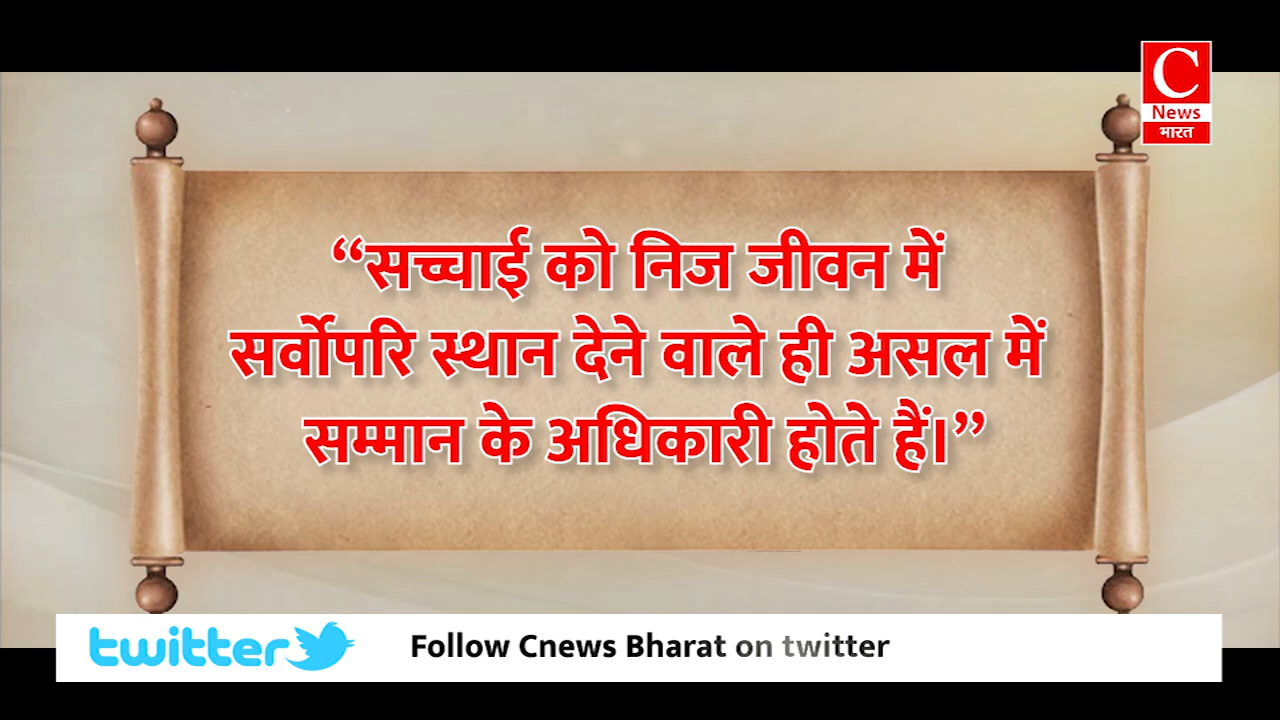 C
News
भारत
“सच्चाई को निज जीवन में
सर्वोपरि स्थान देने वाले ही असल में
सम्मान के अधिकारी होते हैं।”
twitter Follow Cnews Bharat on twitter